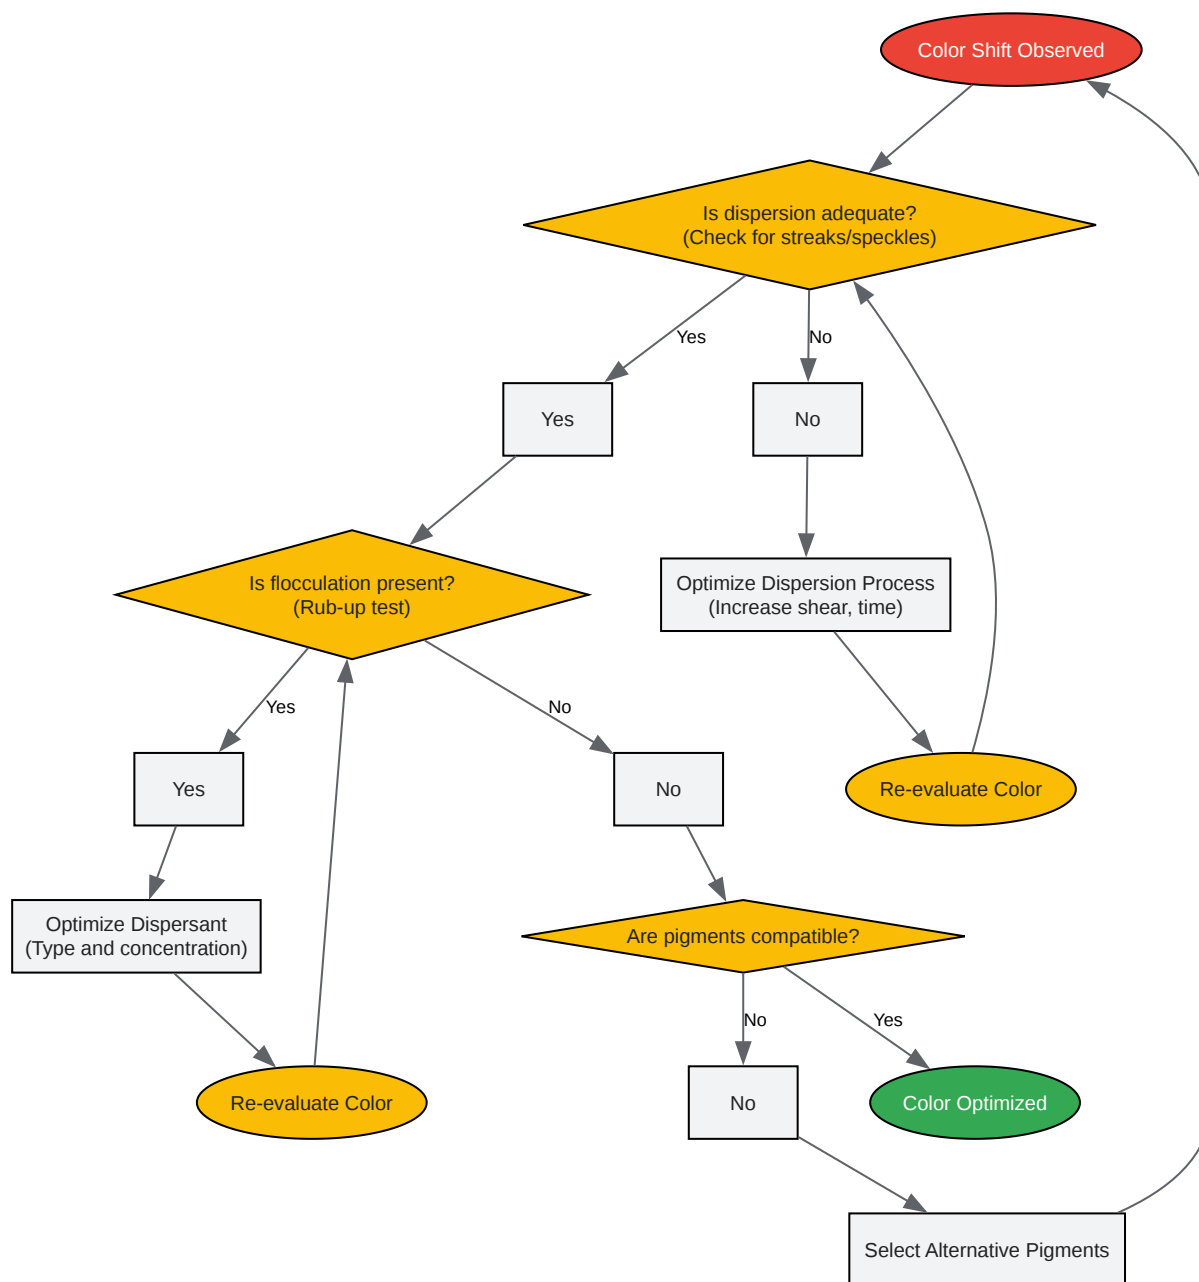 Color Shift Observed
Is dispersion adequate?
(Check for streaks/speckles)
Yes
No
Yes
No
Is flocculation present?
(Rub-up test)
Optimize Dispersion Process
(Increase shear, time)
Yes
No
Yes
No
Re-evaluate Color
Optimize Dispersant
(Type and concentration)
Are pigments compatible?
No
Yes
Re-evaluate Color
No
Color Optimized
Select Alternative Pigments